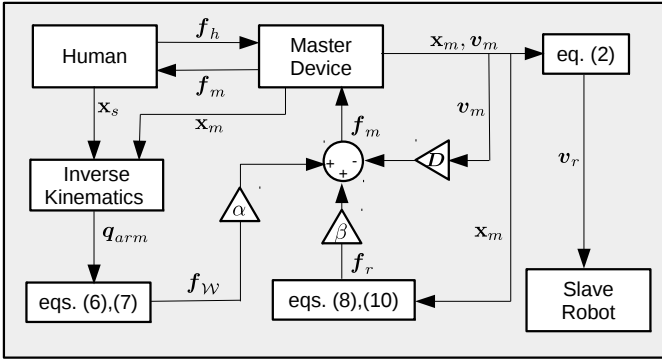 Human
f_h
Master
Device
x_m, v_m
eq. (2)
f_m
x_s
x_m
f_m
v_m
v_r
Inverse
Kinematics
+
-
+
D
α
q_arm
β
x_m
f_W
f_r
eqs. (6),(7)
eqs. (8),(10)
Slave
Robot